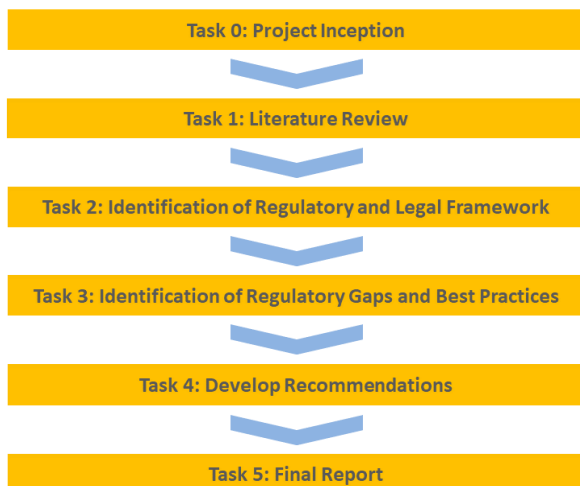 Task 0: Project Inception
Task 1: Literature Review
Task 2: Identification of Regulatory and Legal Framework
Task 3: Identification of Regulatory Gaps and Best Practices
Task 4: Develop Recommendations
Task 5: Final Report